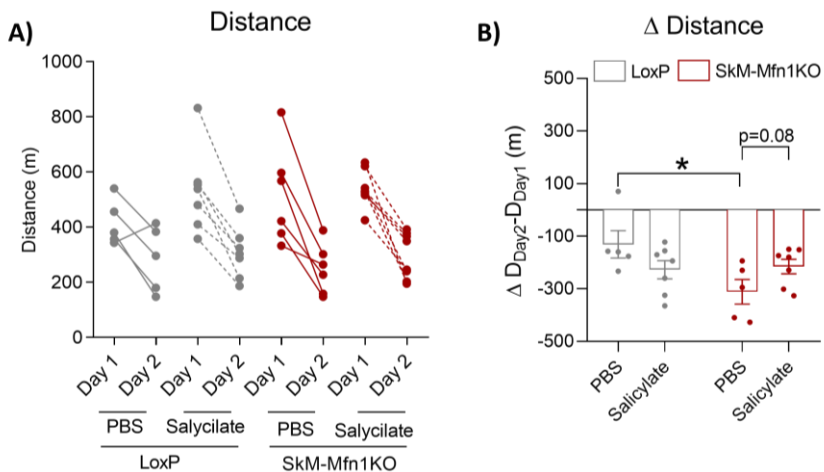 A)
Distance
Distance (m)
1000
800
600
400
200
0
Day 1
Day 2
Day 1
Day 2
Day 1
Day 2
Day 1
Day 2
PBS
Salycilate
PBS
Salycilate
LoxP
SkM-Mfn1KO
B)
Δ Distance
LoxP
SkM-Mfn1KO
Δ D_Day2-D_Day1 (m)
500
300
100
-100
-300
-500
*
p=0.08
PBS
Salicylate
PBS
Salicylate